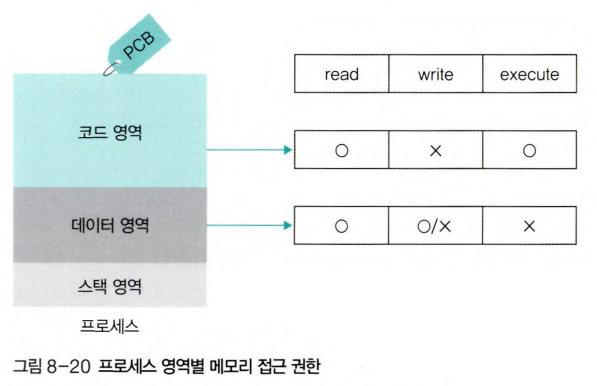 PCB
read write execute
코드 영역
○ × ○
데이터 영역
○ ○/× ×
스택 영역
프로세스
그림 8-20 프로세스 영역별 메모리 접근 권한